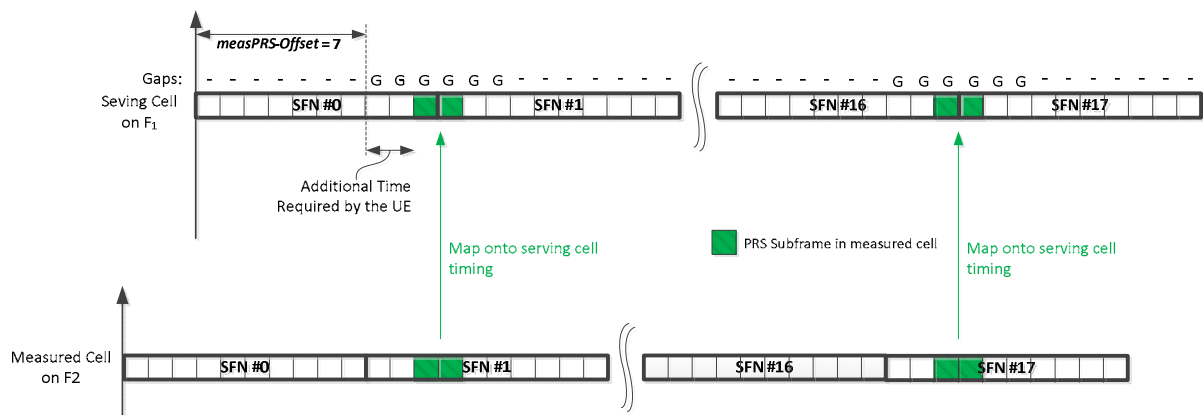 measPRS-Offset = 7
Gaps: - - - - - - - G G G G G G - - - - - - - - - - - - - - G G G G G G - - - - - - -
Seving Cell
on F1
SFN #0 SFN #1 SFN #16 SFN #17
Additional Time
Required by the UE
Map onto serving cell
timing
PRS Subframe in measured cell
Map onto serving cell
timing
Measured Cell
on F2
SFN #0 SFN #1 SFN #16 SFN #17